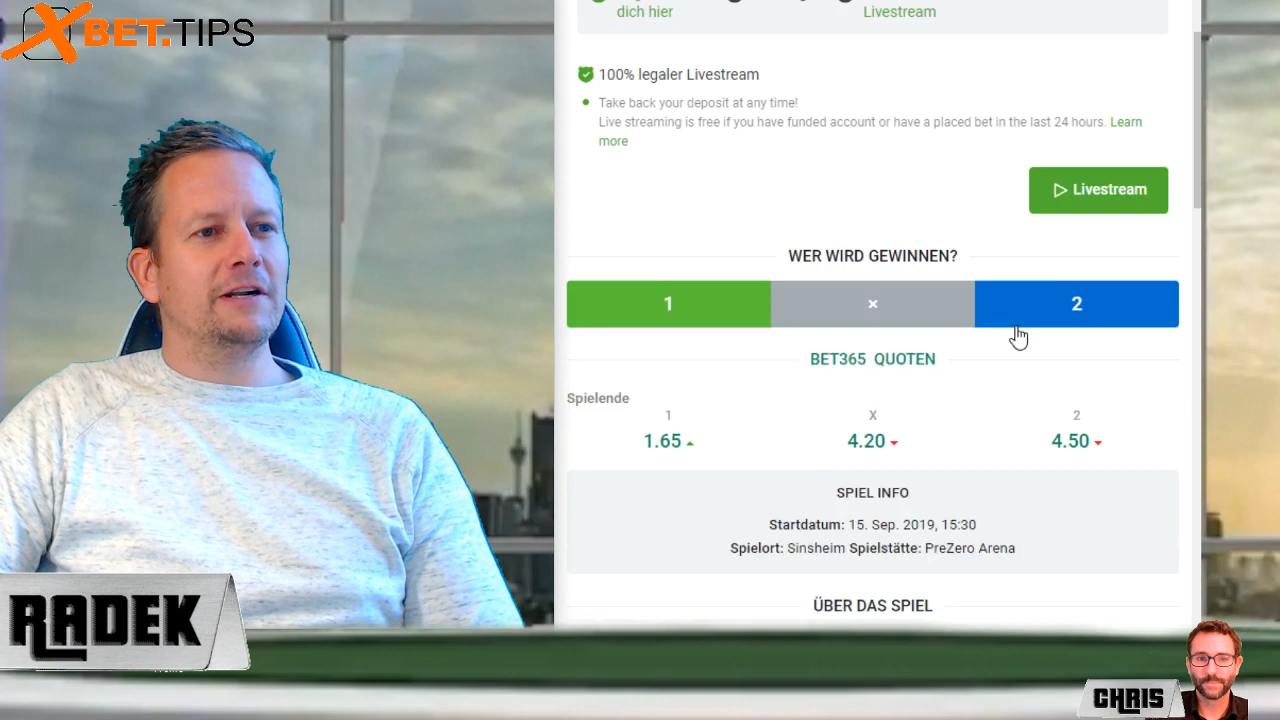 XBET.TIPS
dich hier
Livestream
100% legaler Livestream
Take back your deposit at any time!
Live streaming is free if you have funded account or have a placed bet in the last 24 hours. Learn
more
Livestream
WER WIRD GEWINNEN?
1 × 2
BET365 QUOTEN
Spielende
1 X 2
1.65 4.20 4.50
SPIEL INFO
Startdatum: 15. Sep. 2019, 15:30
Spielort: Sinsheim Spielstätte: PreZero Arena
ÜBER DAS SPIEL
RADEK
CHRIS